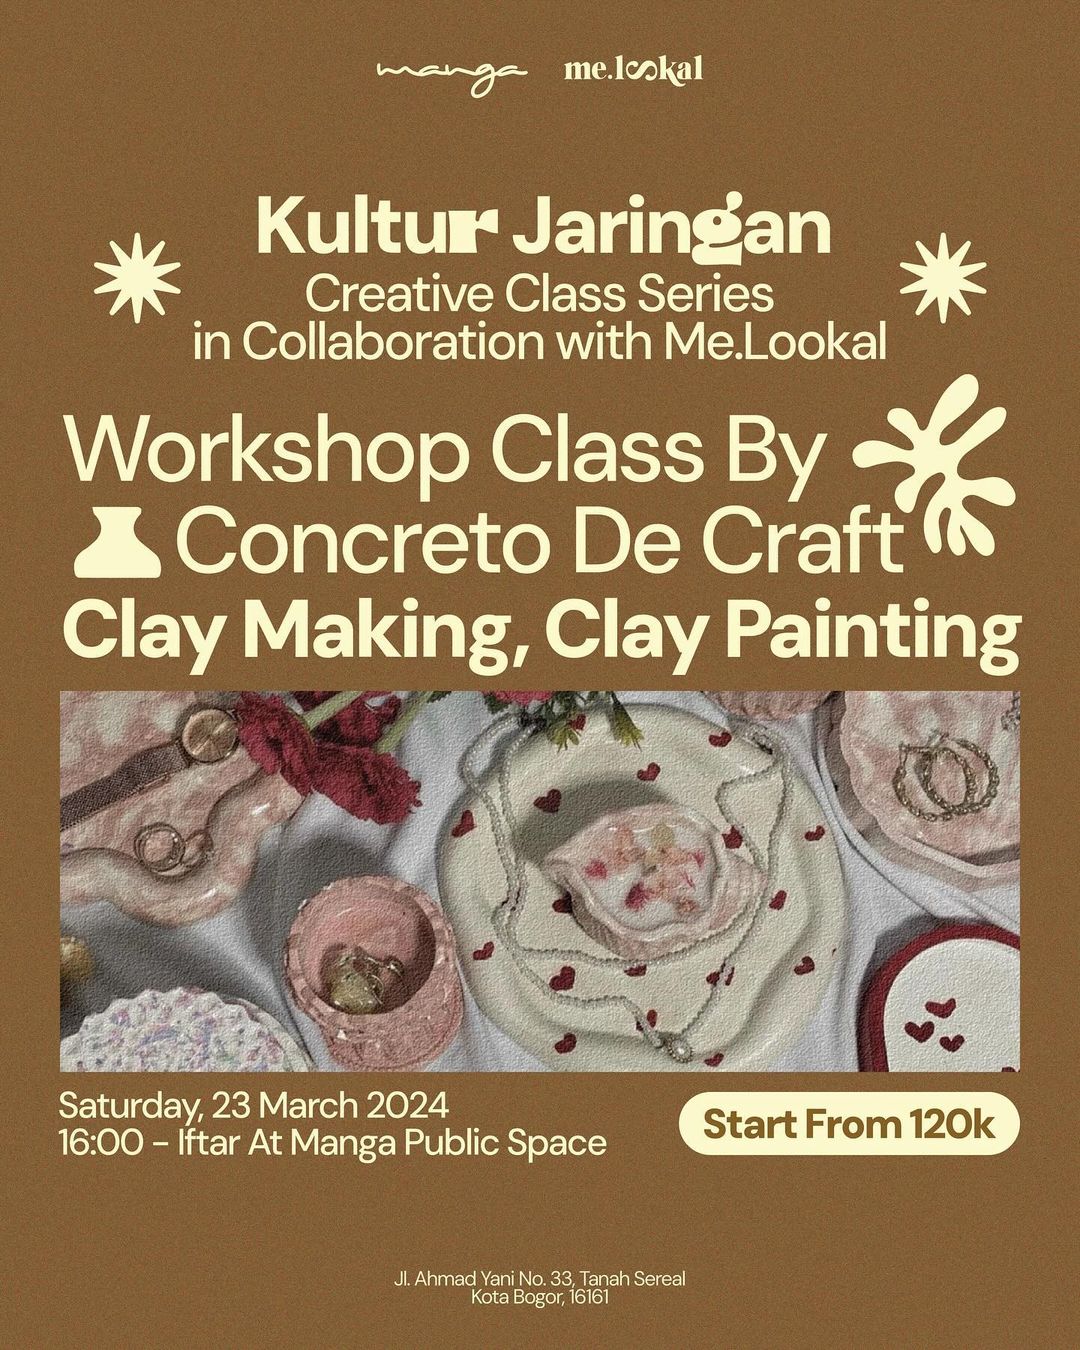 manga me.lookal
Kultur Jaringan
Creative Class Series
in Collaboration with Me.Lookal
Workshop Class By
Concreto De Craft
Clay Making, Clay Painting
Saturday, 23 March 2024
16:00 – Iftar At Manga Public Space
Start From 120k
Jl. Ahmad Yani No. 33, Tanah Sereal
Kota Bogor, 16161